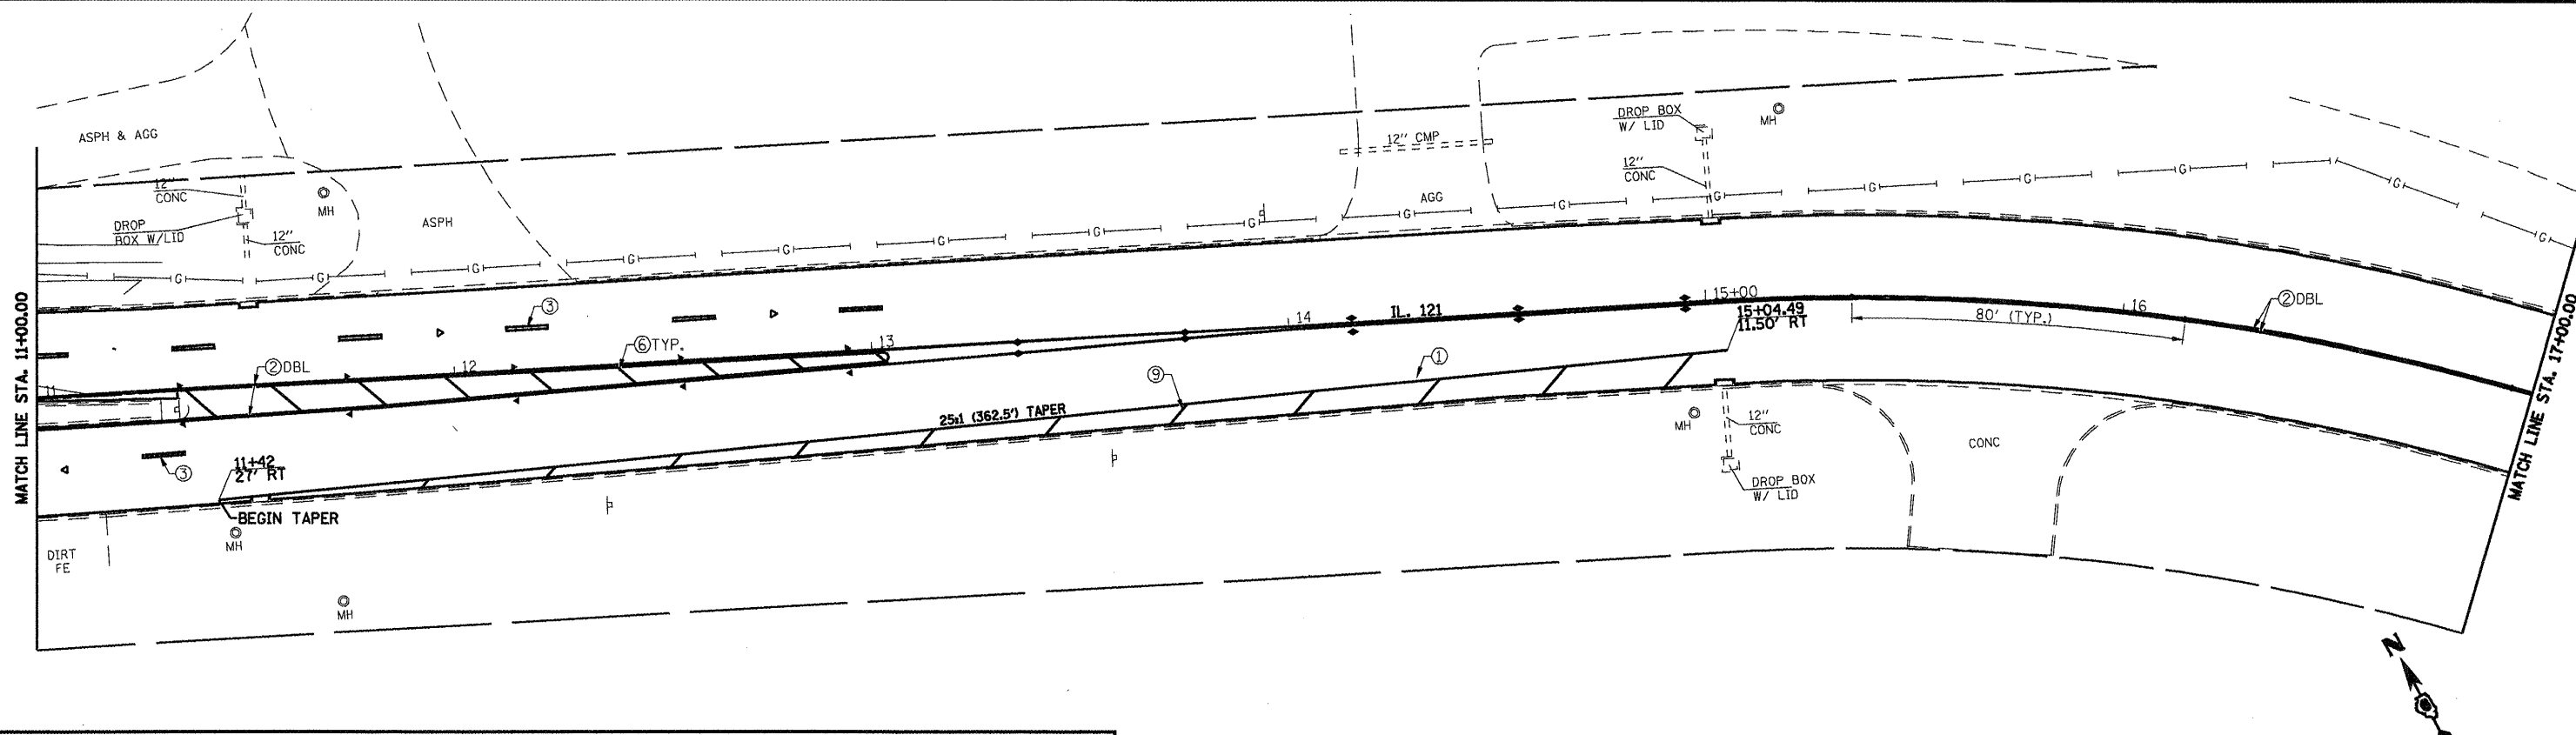 ASPH & AGG
12" CONC
MH
DROP
BOX W/LID
12"
CONC
ASPH
12" CMP
AGG
DROP BOX
W/ LID
MH
12"
CONC
G G G G G G G G G G G G G G G G
MATCH LINE STA. 11+00.00
③
11
②DBL
12
⑥TYP.
13
14
IL. 121
15+00
15+04.49
11.50' RT
80' (TYP.)
16
②DBL
MATCH LINE STA. 17+00.00
①
⑨
25:1 (362.5') TAPER
③
11+42
27' RT
BEGIN TAPER
MH
DIRT
FE
MH
MH
12"
CONC
DROP BOX
W/ LID
CONC
N